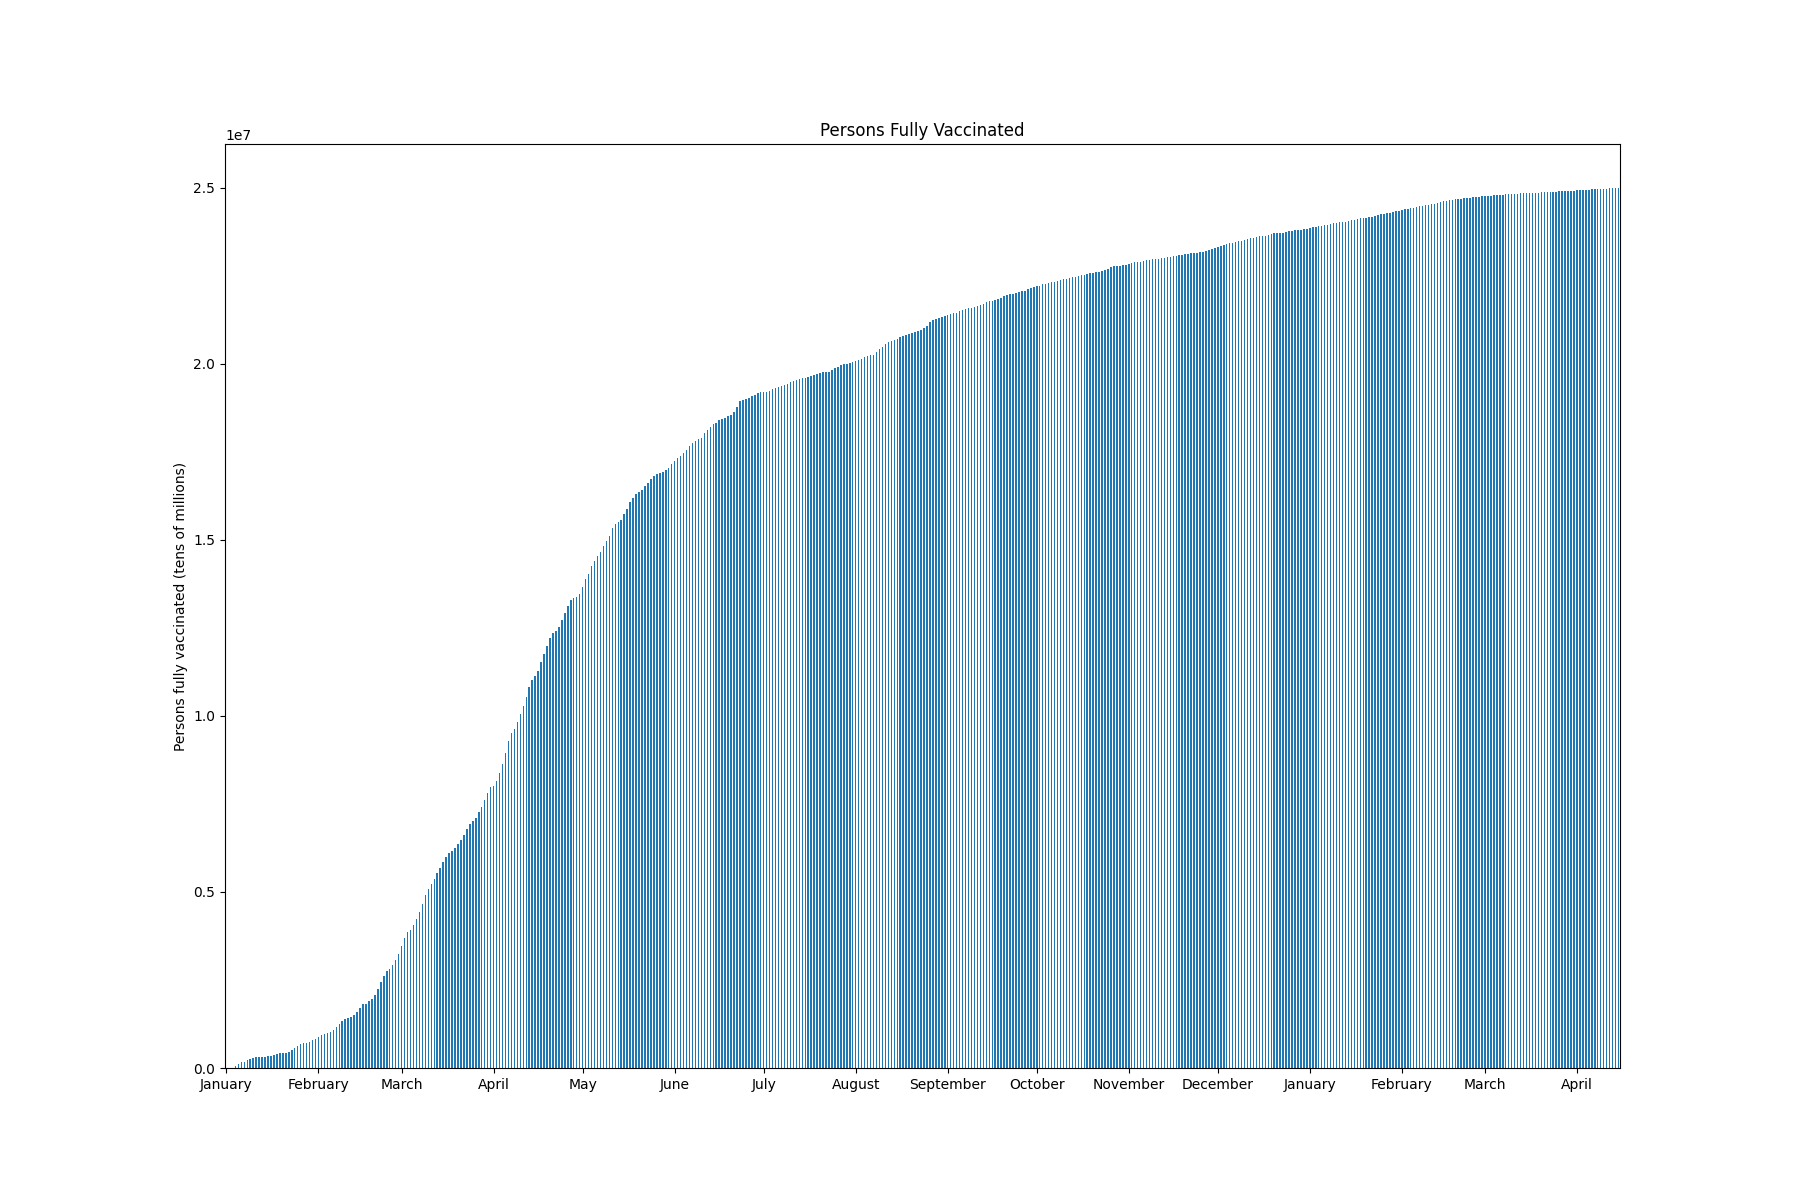 Persons Fully Vaccinated
1e7
2.5
2.0
1.5
1.0
0.5
0.0
Persons fully vaccinated (tens of millions)
January February March April May June July August September October November December January February March April